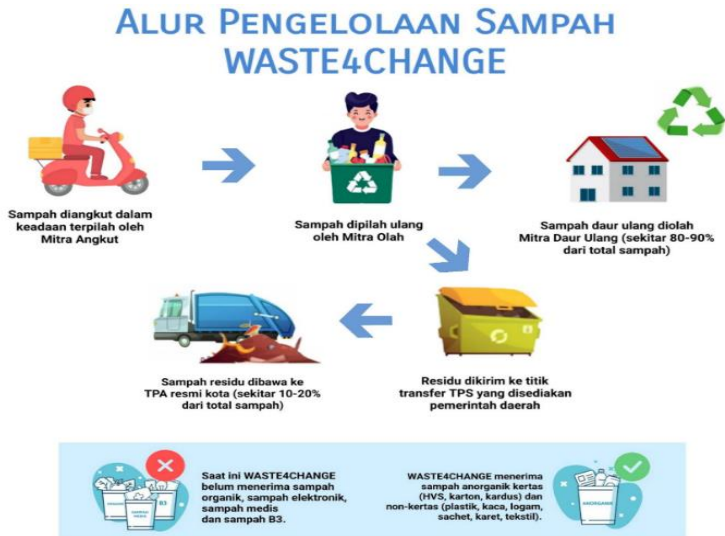 ALUR PENGELOLAAN SAMPAH
WASTE4CHANGE
Sampah diangkut dalam
keadaan terpilah oleh
Mitra Angkut
Sampah dipilah ulang
oleh Mitra Olah
Sampah daur ulang diolah
Mitra Daur Ulang (sekitar 80-90%
dari total sampah)
Sampah residu dibawa ke
TPA resmi kota (sekitar 10-20%
dari total sampah)
Residu dikirim ke titik
transfer TPS yang disediakan
pemerintah daerah
Saat ini WASTE4CHANGE
belum menerima sampah
organik, sampah elektronik,
sampah medis
dan sampah B3.
B3
WASTE4CHANGE menerima
sampah anorganik kertas
(HVS, karton, kardus) dan
non-kertas (plastik, kaca, logam,
sachet, karet, tekstil).
ANORGANIK